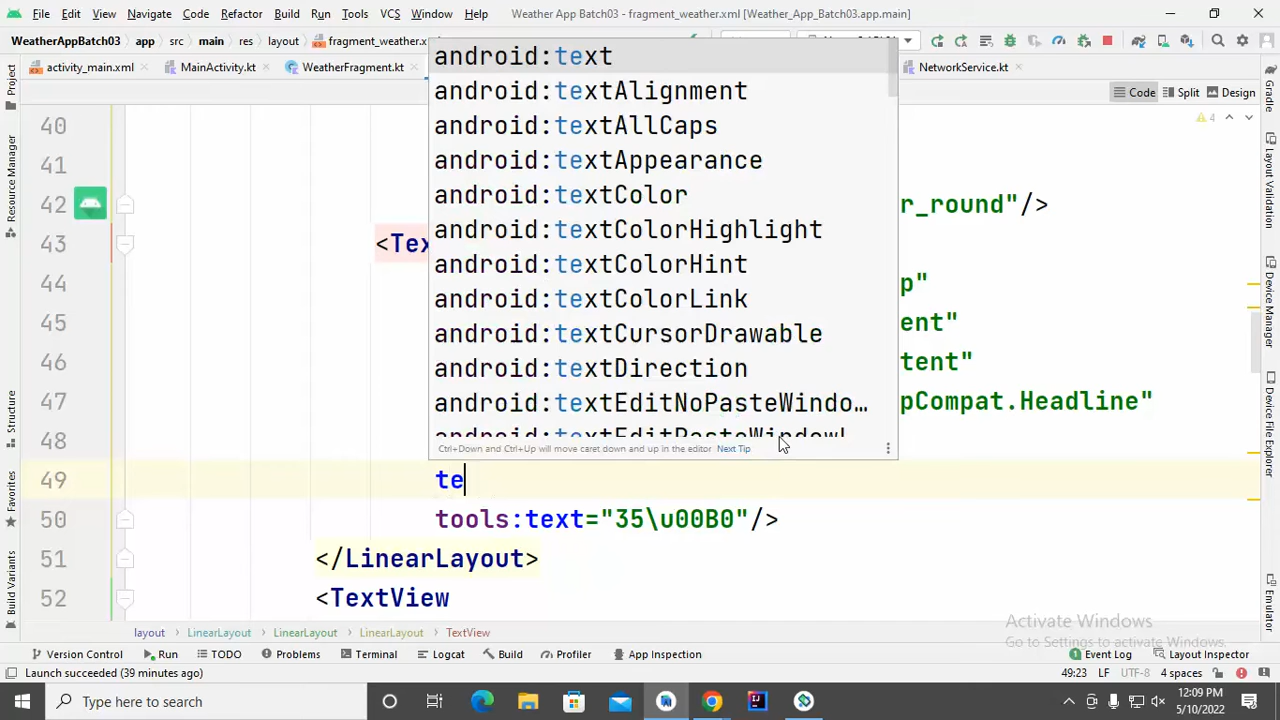 File Edit View Navigate Code Refactor Build Run Tools VCS Window Help Weather App Batch03 - fragment_weather.xml [Weather_App_Batch03.app.main]
WeatherAppBatch03 app src main res layout fragment_weather.x
activity_main.xml MainActivity.kt WeatherFragment.kt NetworkService.kt
Code Split Design
4
android:text
android:textAlignment
android:textAllCaps
android:textAppearance
android:textColor
android:textColorHighlight
android:textColorHint
android:textColorLink
android:textCursorDrawable
android:textDirection
android:textEditNoPasteWindo…
android:textEditPasteWindowL
Ctrl+Down and Ctrl+Up will move caret down and up in the editor Next Tip
40
41
42 r_round"/>
43 <Tex
44 p"
45 ent"
46 tent"
47 pCompat.Headline"
48
49 te
50 tools:text="35\u00B0"/>
51 </LinearLayout>
52 <TextView
layout LinearLayout LinearLayout LinearLayout TextView
Project
Resource Manager
Structure
Favorites
Build Variants
Gradle
Layout Validation
Device Manager
Device File Explorer
Emulator
Activate Windows
Go to Settings to activate Windows.
Version Control Run TODO Problems Terminal Logcat Build Profiler App Inspection Event Log Layout Inspector
Launch succeeded (39 minutes ago) 49:23 LF UTF-8 4 spaces
Type here to search
12:09 PM
5/10/2022